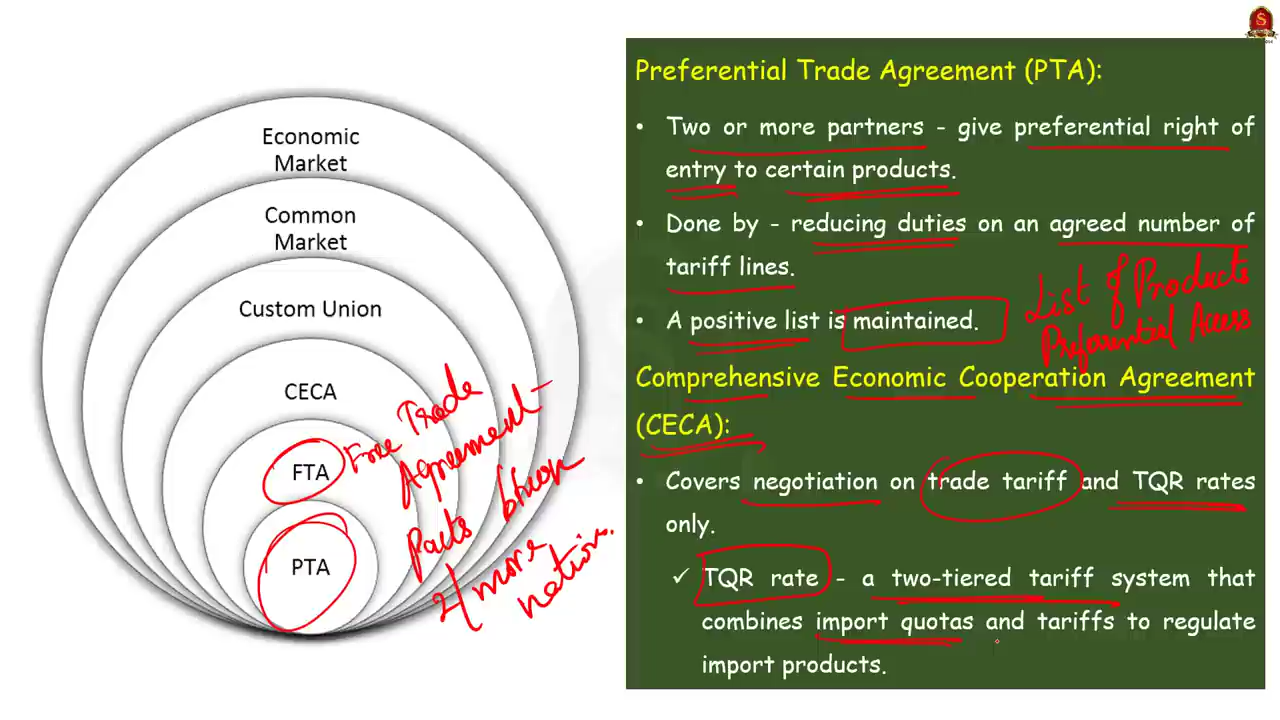 Economic
Market
Common
Market
Custom Union
CECA
FTA
PTA
Free Trade
Agreement -
Pacts btween
2/more
nations.
Preferential Trade Agreement (PTA):
• Two or more partners - give preferential right of
entry to certain products.
• Done by - reducing duties on an agreed number of
tariff lines.
• A positive list is maintained.
List of Products
Preferential Access
Comprehensive Economic Cooperation Agreement
(CECA):
• Covers negotiation on trade tariff and TQR rates
only.
✓ TQR rate - a two-tiered tariff system that
combines import quotas and tariffs to regulate
import products.